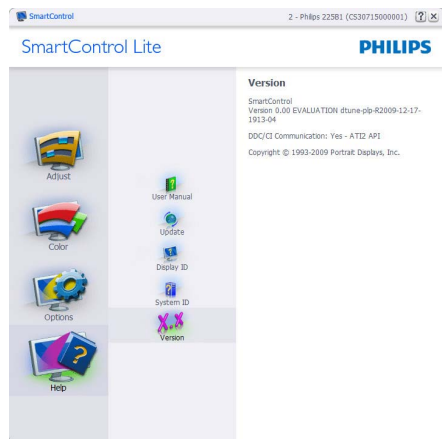 SmartControl
2 - Philips 225B1 (CS30715000001)
? x
SmartControl Lite
PHILIPS
Adjust
Color
Options
Help
User Manual
Update
Display ID
System ID
X.X
Version
Version
SmartControl
Version 0.00 EVALUATION dtune-plp-R2009-12-17-
1913-04
DDC/CI Communication: Yes - ATI2 API
Copyright © 1993-2009 Portrait Displays, Inc.